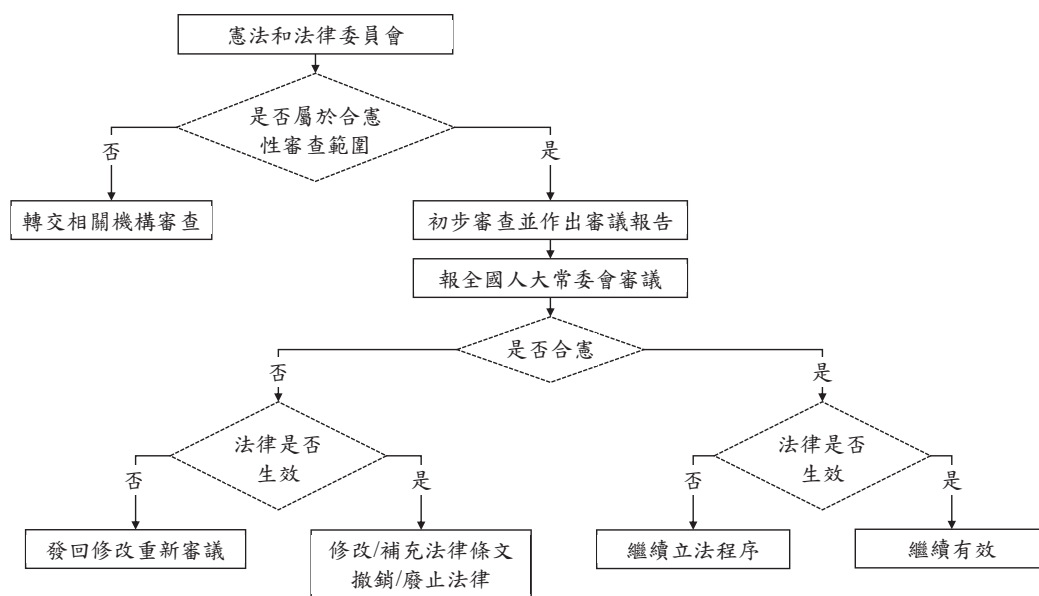 憲法和法律委員會
是否屬於合憲
性審查範圍
否
是
轉交相關機構審查
初步審查並作出審議報告
報全國人大常委會審議
是否合憲
否
是
法律是否
生效
法律是否
生效
否
是
否
是
發回修改重新審議
修改/補充法律條文
撤銷/廢止法律
繼續立法程序
繼續有效